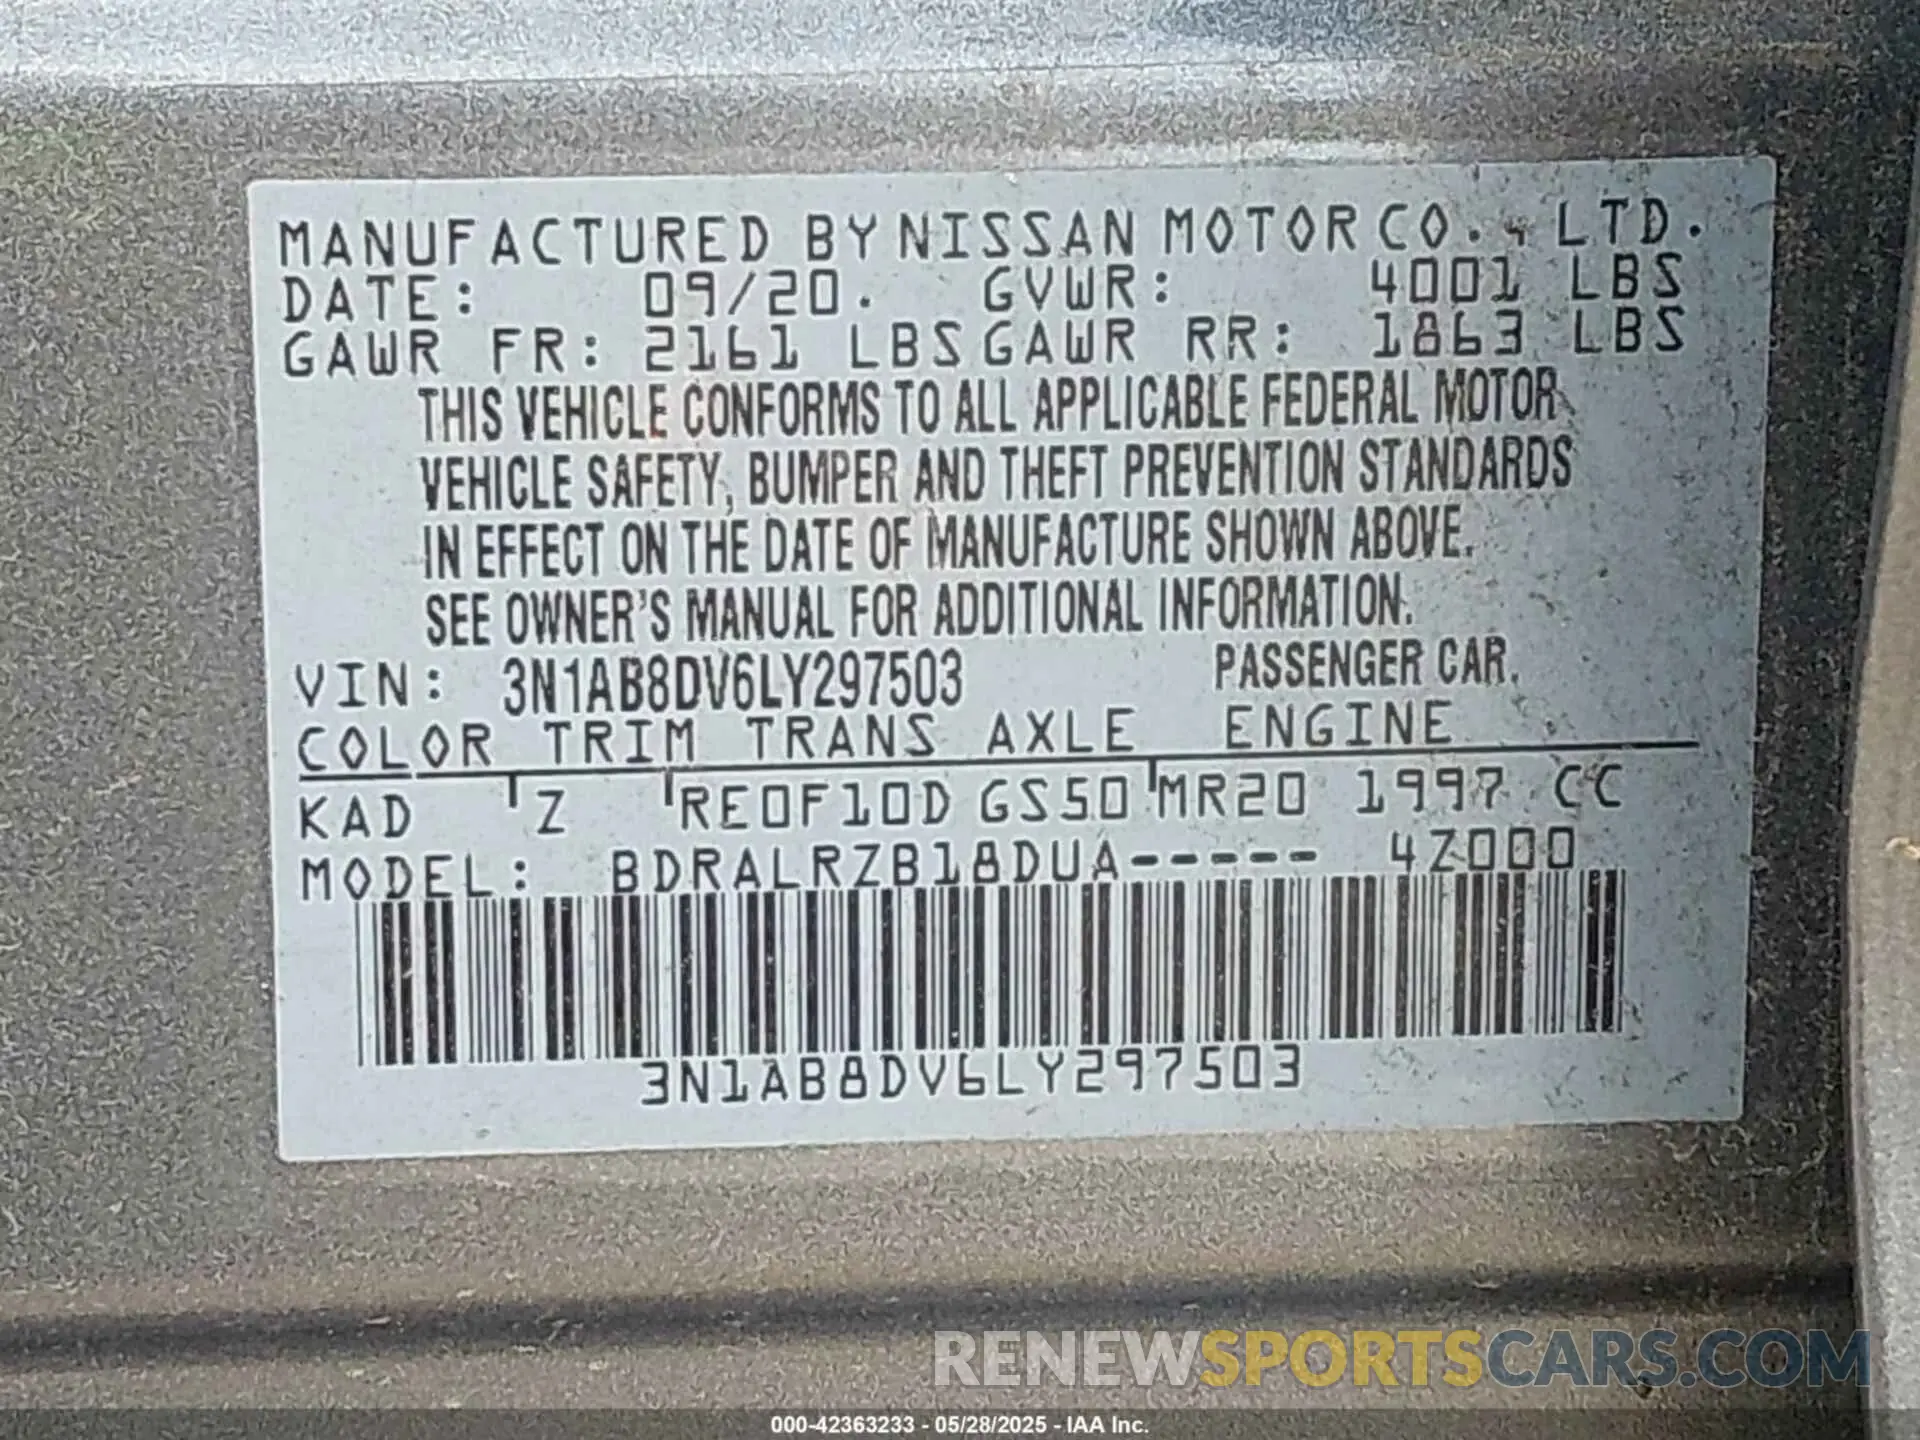 MANUFACTURED BY NISSAN MOTOR CO., LTD.
DATE: 09/20. GVWR: 4001 LBS
GAWR FR: 2161 LBS GAWR RR: 1863 LBS
THIS VEHICLE CONFORMS TO ALL APPLICABLE FEDERAL MOTOR
VEHICLE SAFETY, BUMPER AND THEFT PREVENTION STANDARDS
IN EFFECT ON THE DATE OF MANUFACTURE SHOWN ABOVE.
SEE OWNER'S MANUAL FOR ADDITIONAL INFORMATION.
VIN: 3N1AB8DV6LY297503 PASSENGER CAR.
COLOR TRIM TRANS AXLE ENGINE
KAD Z RE0F10D GS50 MR20 1997 CC
MODEL: BDRALRZB18DUA----- 4Z000
3N1AB8DV6LY297503
RENEWSPORTSCARS.COM
000-42363233 - 05/28/2025 - IAA Inc.